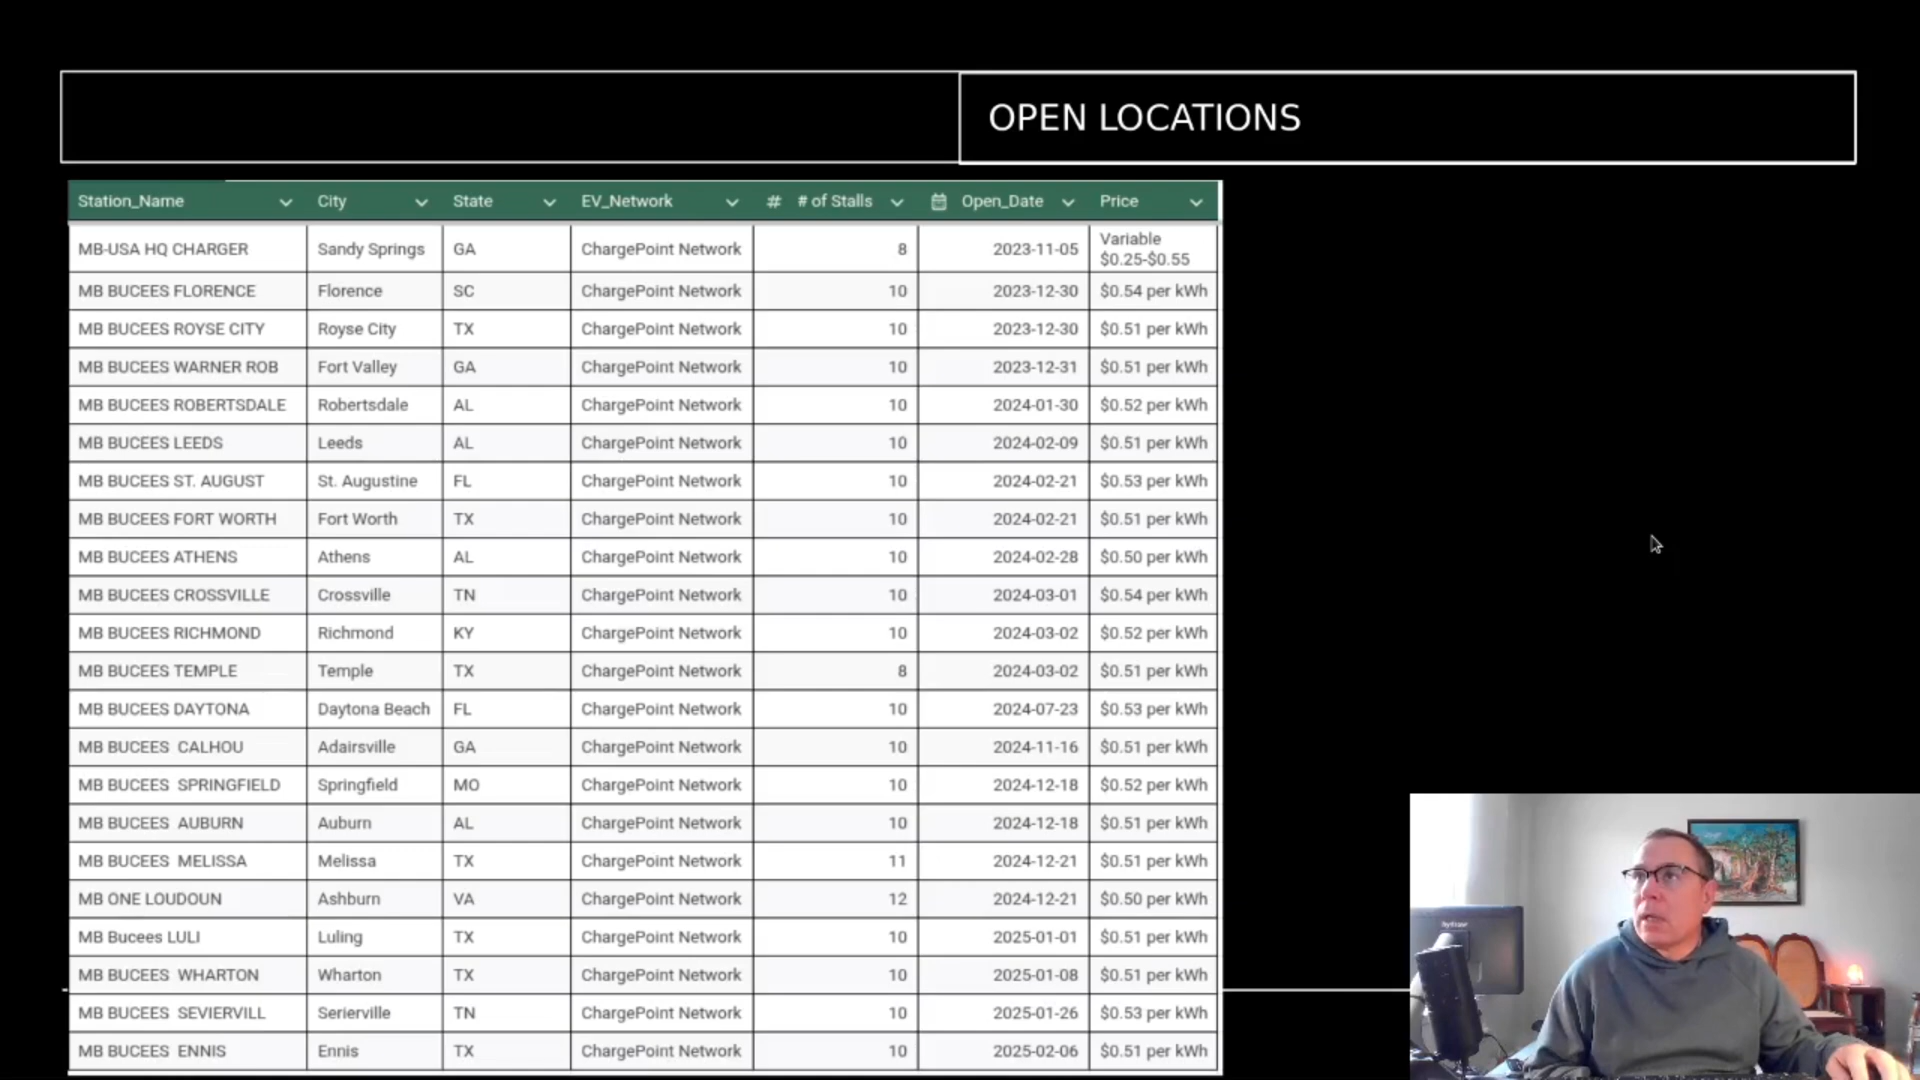 OPEN LOCATIONS
Station_Name City State EV_Network # # of Stalls Open_Date Price
MB-USA HQ CHARGER Sandy Springs GA ChargePoint Network 8 2023-11-05 Variable $0.25-$0.55
MB BUCEES FLORENCE Florence SC ChargePoint Network 10 2023-12-30 $0.54 per kWh
MB BUCEES ROYSE CITY Royse City TX ChargePoint Network 10 2023-12-30 $0.51 per kWh
MB BUCEES WARNER ROB Fort Valley GA ChargePoint Network 10 2023-12-31 $0.51 per kWh
MB BUCEES ROBERTSDALE Robertsdale AL ChargePoint Network 10 2024-01-30 $0.52 per kWh
MB BUCEES LEEDS Leeds AL ChargePoint Network 10 2024-02-09 $0.51 per kWh
MB BUCEES ST. AUGUST St. Augustine FL ChargePoint Network 10 2024-02-21 $0.53 per kWh
MB BUCEES FORT WORTH Fort Worth TX ChargePoint Network 10 2024-02-21 $0.51 per kWh
MB BUCEES ATHENS Athens AL ChargePoint Network 10 2024-02-28 $0.50 per kWh
MB BUCEES CROSSVILLE Crossville TN ChargePoint Network 10 2024-03-01 $0.54 per kWh
MB BUCEES RICHMOND Richmond KY ChargePoint Network 10 2024-03-02 $0.52 per kWh
MB BUCEES TEMPLE Temple TX ChargePoint Network 8 2024-03-02 $0.51 per kWh
MB BUCEES DAYTONA Daytona Beach FL ChargePoint Network 10 2024-07-23 $0.53 per kWh
MB BUCEES CALHOU Adairsville GA ChargePoint Network 10 2024-11-16 $0.51 per kWh
MB BUCEES SPRINGFIELD Springfield MO ChargePoint Network 10 2024-12-18 $0.52 per kWh
MB BUCEES AUBURN Auburn AL ChargePoint Network 10 2024-12-18 $0.51 per kWh
MB BUCEES MELISSA Melissa TX ChargePoint Network 11 2024-12-21 $0.51 per kWh
MB ONE LOUDOUN Ashburn VA ChargePoint Network 12 2024-12-21 $0.50 per kWh
MB Bucees LULI Luling TX ChargePoint Network 10 2025-01-01 $0.51 per kWh
MB BUCEES WHARTON Wharton TX ChargePoint Network 10 2025-01-08 $0.51 per kWh
MB BUCEES SEVIERVILL Serierville TN ChargePoint Network 10 2025-01-26 $0.53 per kWh
MB BUCEES ENNIS Ennis TX ChargePoint Network 10 2025-02-06 $0.51 per kWh